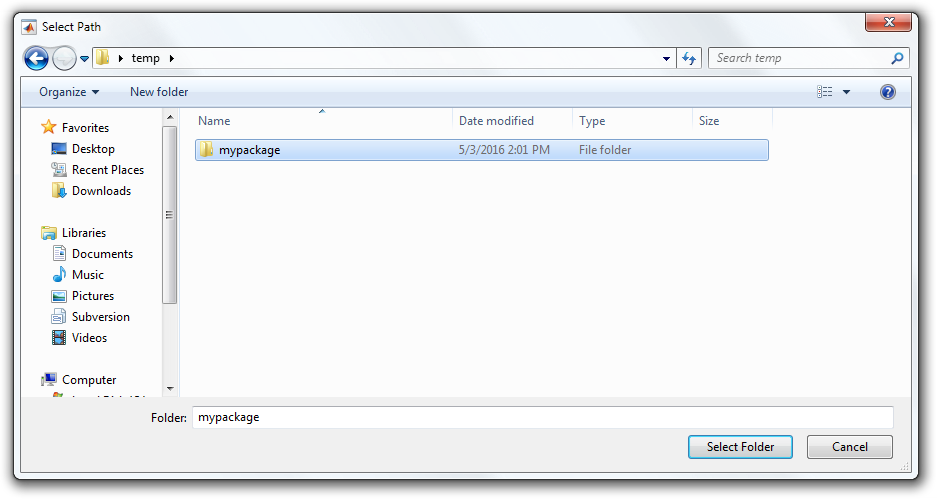 Select Path
temp
Search temp
Organize New folder
Name Date modified Type Size
mypackage 5/3/2016 2:01 PM File folder
Favorites
Desktop
Recent Places
Downloads
Libraries
Documents
Music
Pictures
Subversion
Videos
Computer
Folder: mypackage
Select Folder Cancel